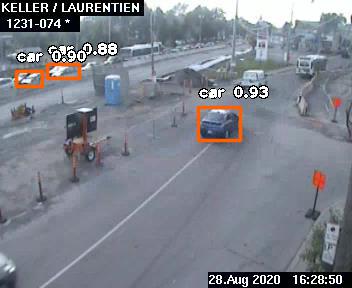 KELLER / LAURENTIEN
1231-074 *
car 0.88
car 0.90
car 0.93
28.Aug 2020 16:28:50